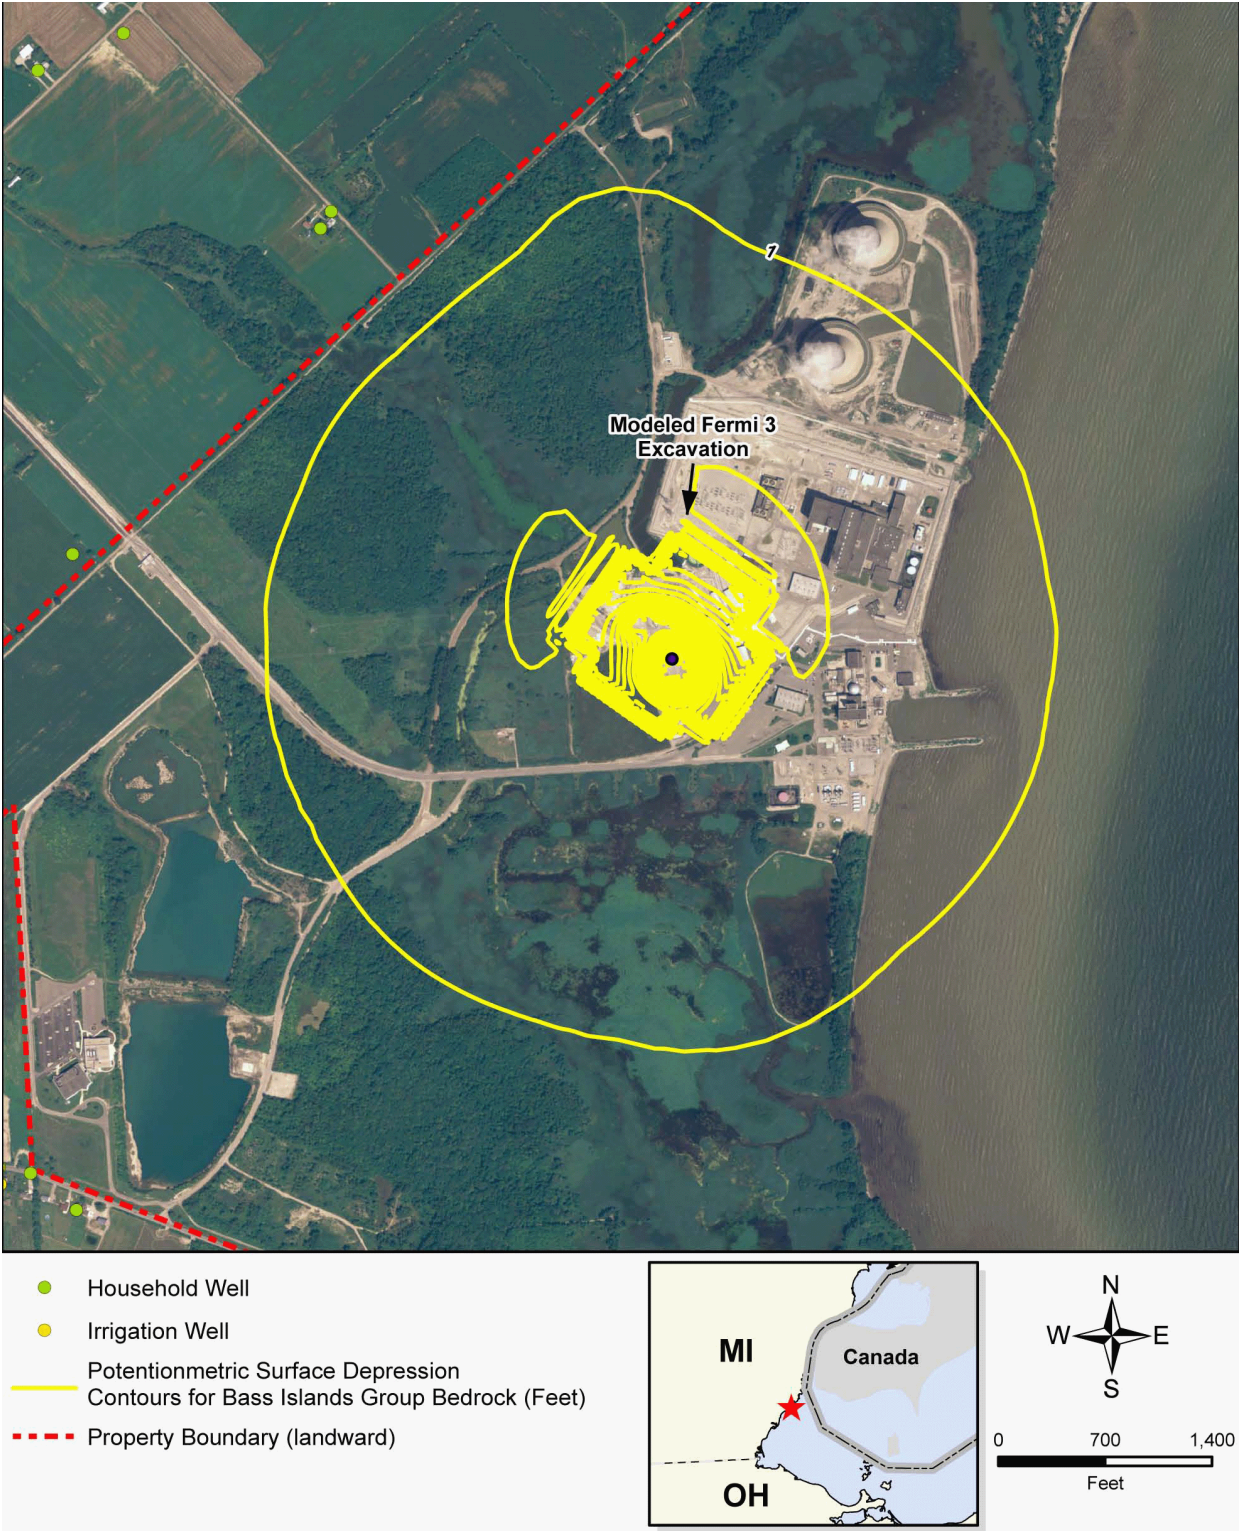 1
Modeled Fermi 3
Excavation
Household Well
Irrigation Well
Potentionmetric Surface Depression
Contours for Bass Islands Group Bedrock (Feet)
Property Boundary (landward)
MI
Canada
OH
N
W E
S
0 700 1,400
Feet